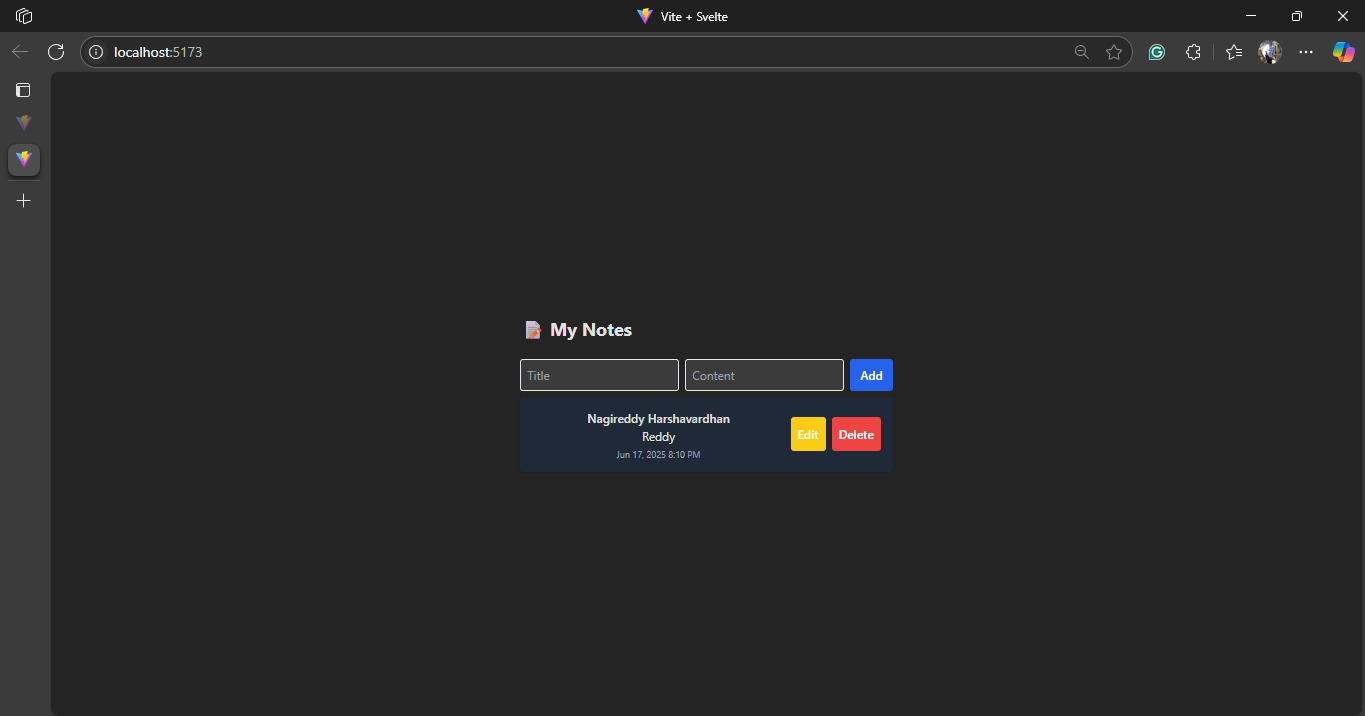 Vite + Svelte
localhost:5173
My Notes
Title
Content
Add
Nagireddy Harshavardhan
Reddy
Jun 17, 2025 8:10 PM
Edit
Delete